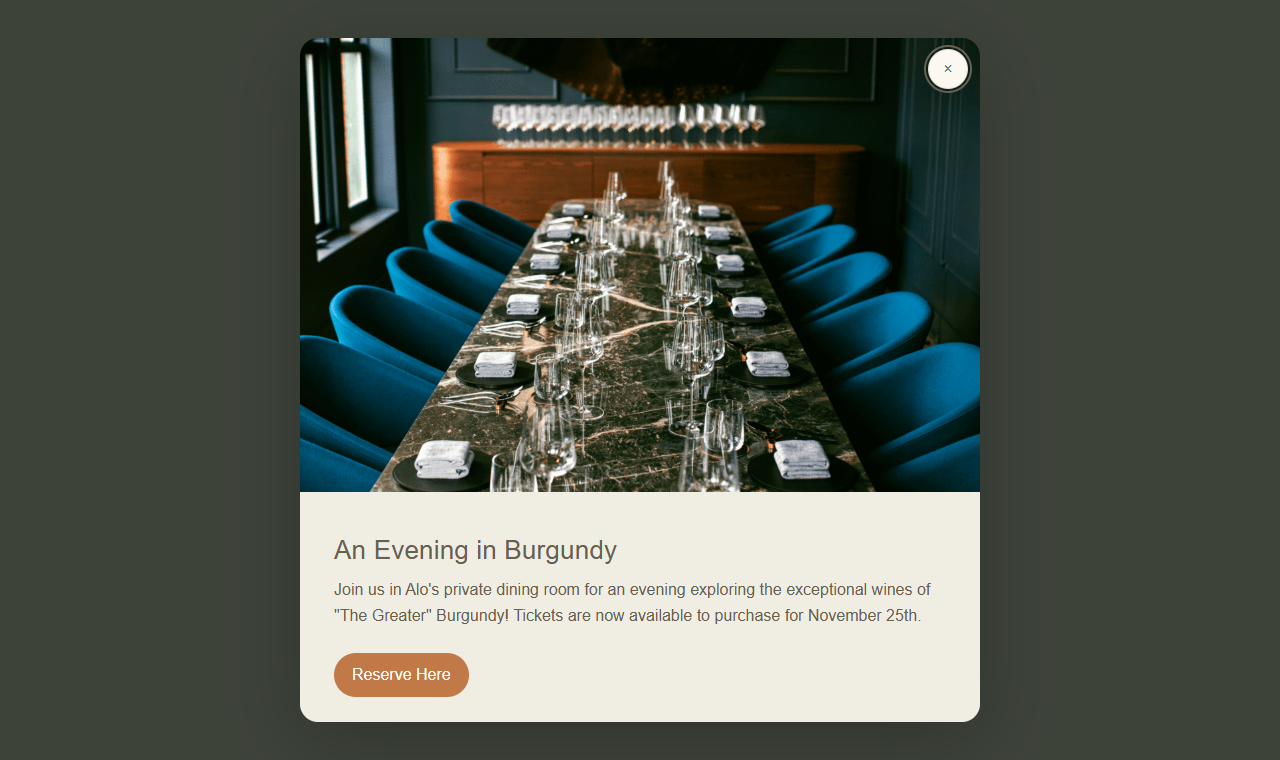 ×
An Evening in Burgundy
Join us in Alo's private dining room for an evening exploring the exceptional wines of
"The Greater" Burgundy! Tickets are now available to purchase for November 25th.
Reserve Here